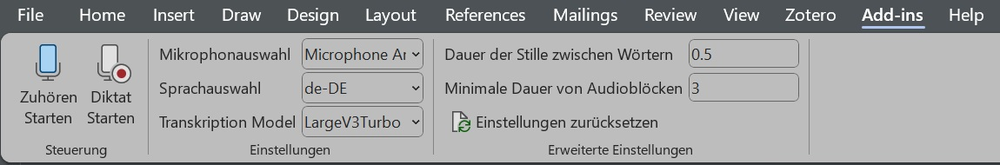 File Home Insert Draw Design Layout References Mailings Review View Zotero Add-ins Help
Zuhören Starten
Diktat Starten
Steuerung
Mikrophonauswahl Microphone Ar
Sprachauswahl de-DE
Transkription Model LargeV3Turbo
Einstellungen
Dauer der Stille zwischen Wörtern 0.5
Minimale Dauer von Audioblöcken 3
Einstellungen zurücksetzen
Erweiterte Einstellungen